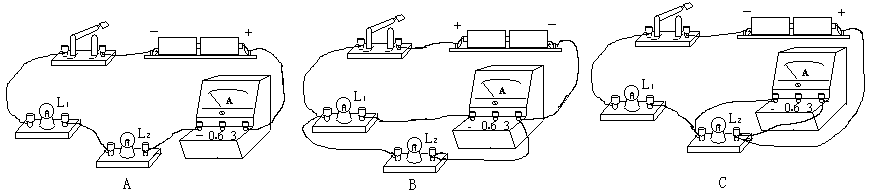 − +
L₁
A
− 0.6 3
L₂
A
+ −
L₁
A
- 0.6 3
L₂
B
− +
L₁
A
- 0.6 3
L₂
C